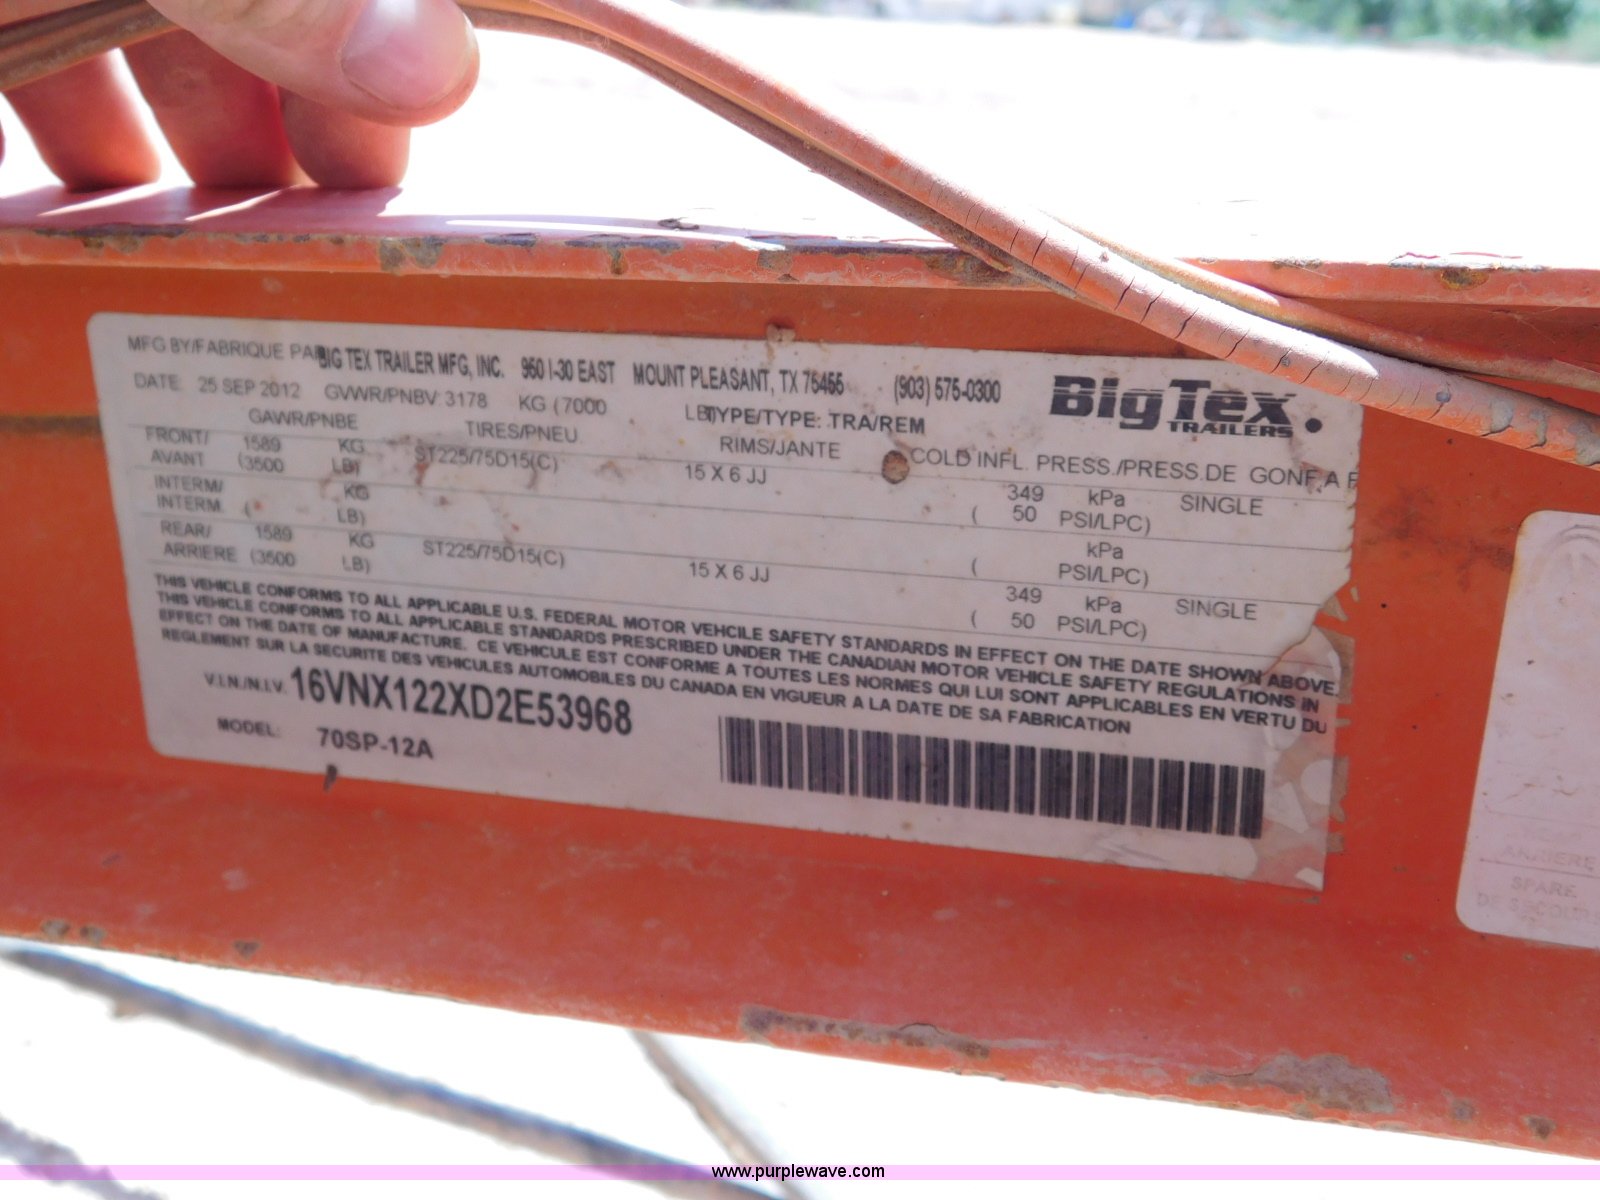 MFG BY/FABRIQUE PAR BIG TEX TRAILER MFG, INC. 950 I-30 EAST MOUNT PLEASANT, TX 75455 (903) 575-0300
BigTex
TRAILERS
DATE 25 SEP 2012 GVWR/PNBV 3178 KG (7000 LB) TYPE/TYPE: TRA/REM
GAWR/PNBE TIRES/PNEU RIMS/JANTE COLD INFL. PRESS./PRESS.DE GONF.A F
FRONT/ 1589 KG ST225/75D15(C) 15 X 6 JJ 349 kPa SINGLE
AVANT (3500 LB) ( 50 PSI/LPC)
INTERM/ KG kPa
INTERM. ( LB) ( PSI/LPC)
REAR/ 1589 KG ST225/75D15(C) 15 X 6 JJ 349 kPa SINGLE
ARRIERE (3500 LB) ( 50 PSI/LPC)
THIS VEHICLE CONFORMS TO ALL APPLICABLE U.S. FEDERAL MOTOR VEHCILE SAFETY STANDARDS IN EFFECT ON THE DATE SHOWN ABOVE.
THIS VEHICLE CONFORMS TO ALL APPLICABLE STANDARDS PRESCRIBED UNDER THE CANADIAN MOTOR VEHICLE SAFETY REGULATIONS IN
EFFECT ON THE DATE OF MANUFACTURE. CE VEHICULE EST CONFORME A TOUTES LES NORMES QUI LUI SONT APPLICABLES EN VERTU DU
REGLEMENT SUR LA SECURITE DES VEHICULES AUTOMOBILES DU CANADA EN VIGUEUR A LA DATE DE SA FABRICATION
V.I.N./N.I.V. 16VNX122XD2E53968
MODEL: 70SP-12A
ARRIERE
SPARE
DE SECOURS
www.purplewave.com